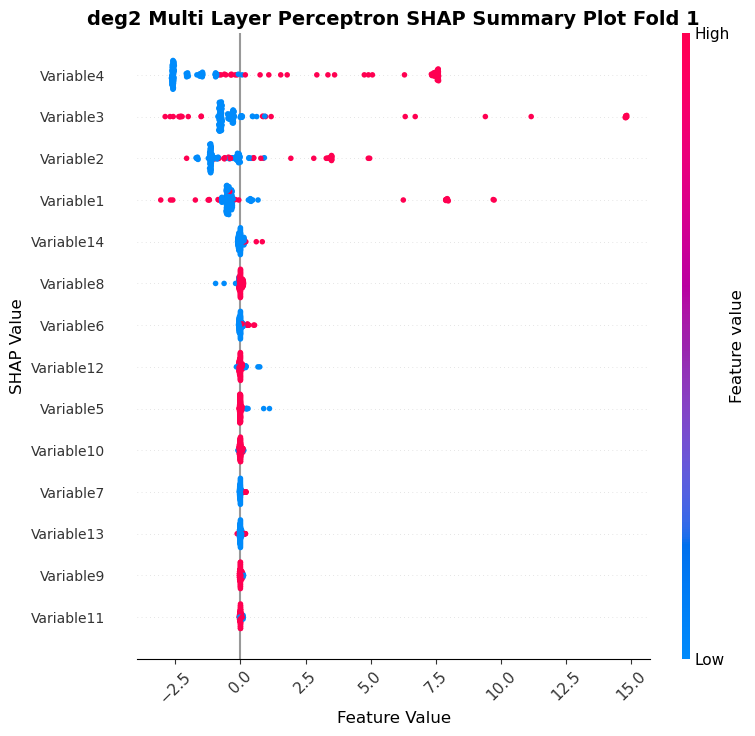 deg2 Multi Layer Perceptron SHAP Summary Plot Fold 1
High
Variable4
Variable3
Variable2
Variable1
Variable14
Variable8
Variable6
Variable12
Variable5
Variable10
Variable7
Variable13
Variable9
Variable11
SHAP Value
Feature value
Low
−2.5 0.0 2.5 5.0 7.5 10.0 12.5 15.0
Feature Value